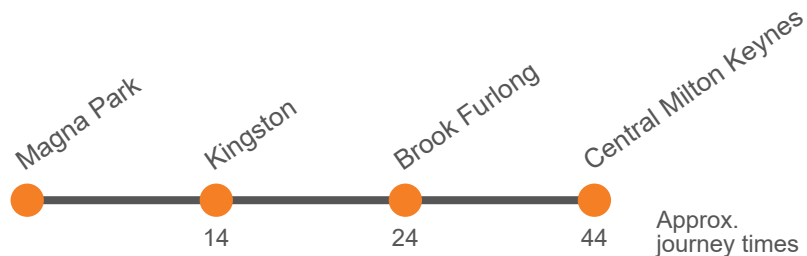 Magna Park
Kingston
Brook Furlong
Central Milton Keynes
14
24
44
Approx.
journey times